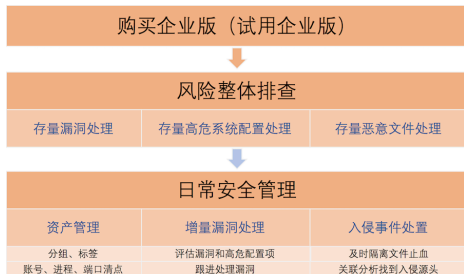 购买企业版（试用企业版）
风险整体排查
存量漏洞处理 存量高危系统配置处理 存量恶意文件处理
日常安全管理
资产管理 增量漏洞处理 入侵事件处置
分组、标签 评估漏洞和高危配置项 及时隔离文件止血
账号、进程、端口清点 跟进处理漏洞 关联分析找到入侵源头